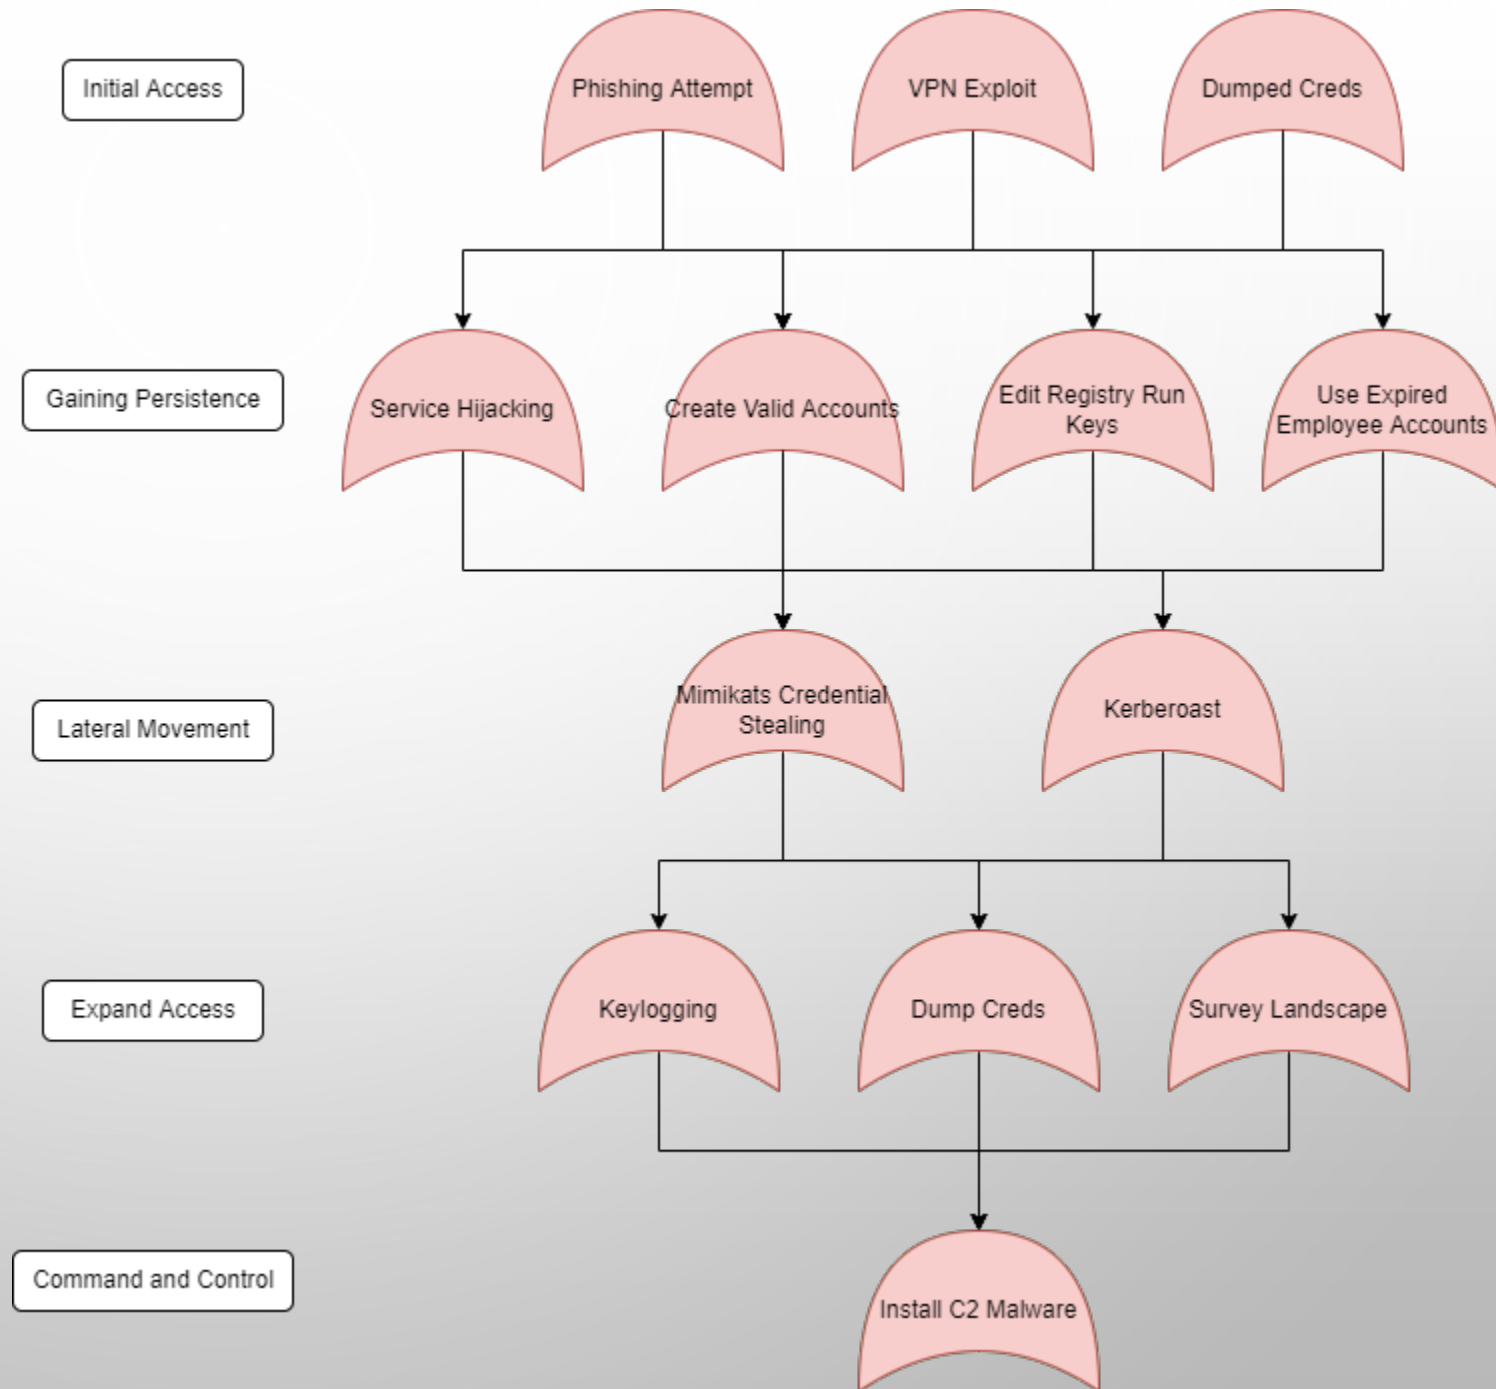 Initial Access
Phishing Attempt
VPN Exploit
Dumped Creds
Gaining Persistence
Service Hijacking
Create Valid Accounts
Edit Registry Run
Keys
Use Expired
Employee Accounts
Lateral Movement
Mimikats Credential
Stealing
Kerberoast
Expand Access
Keylogging
Dump Creds
Survey Landscape
Command and Control
Install C2 Malware